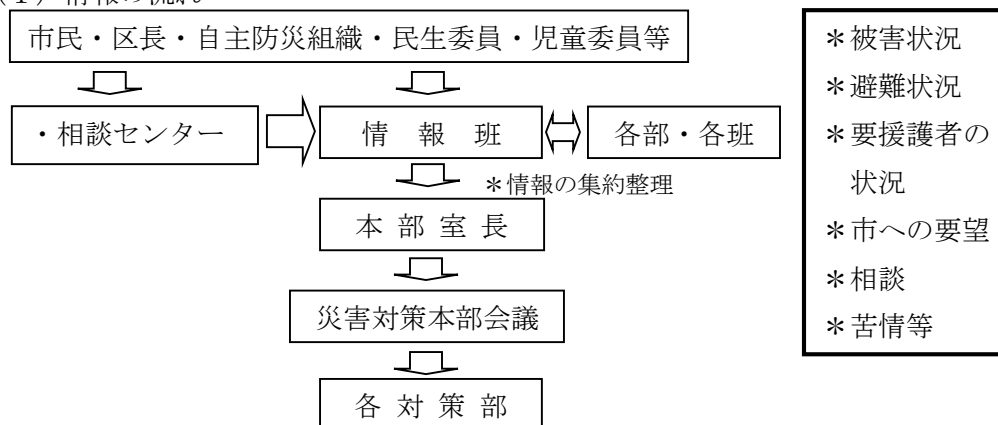 (1)情報の流れ
市民・区長・自主防災組織・民生委員・児童委員等
・相談センター
情 報 班
各部・各班
＊情報の集約整理
本 部 室 長
災害対策本部会議
各 対 策 部
＊被害状況
＊避難状況
＊要援護者の
状況
＊市への要望
＊相談
＊苦情等